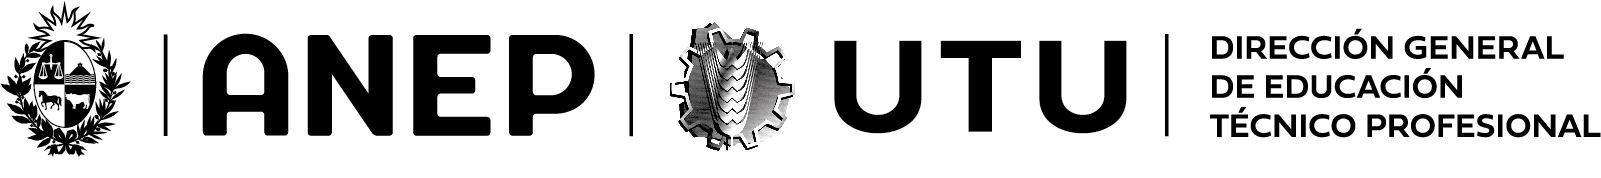 ANEP
UTU
DIRECCIÓN GENERAL
DE EDUCACIÓN
TÉCNICO PROFESIONAL